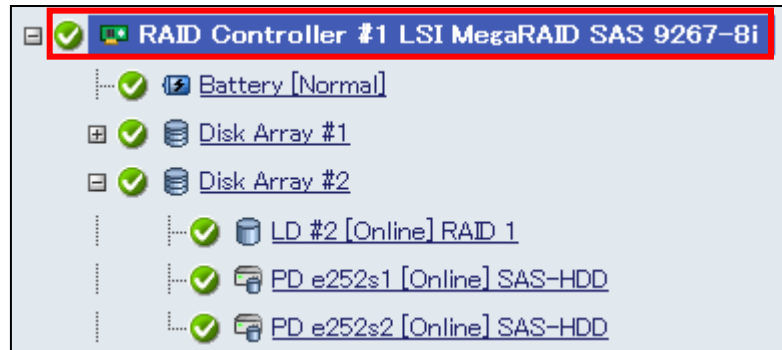 RAID Controller #1 LSI MegaRAID SAS 9267-8i
Battery [Normal]
Disk Array #1
Disk Array #2
LD #2 [Online] RAID 1
PD e252s1 [Online] SAS-HDD
PD e252s2 [Online] SAS-HDD